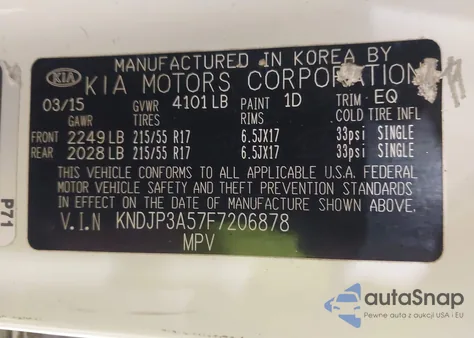 MANUFACTURED IN KOREA BY
KIA KIA MOTORS CORPORATION
03/15 GVWR 4101 LB PAINT 1D TRIM EQ
GAWR TIRES RIMS COLD TIRE INFL
FRONT 2249 LB 215/55 R17 6.5JX17 33psi SINGLE
REAR 2028 LB 215/55 R17 6.5JX17 33psi SINGLE
THIS VEHICLE CONFORMS TO ALL APPLICABLE U.S.A. FEDERAL
MOTOR VEHICLE SAFETY AND THEFT PREVENTION STANDARDS
IN EFFECT ON THE DATE OF MANUFACTURE SHOWN ABOVE.
V.I.N KNDJP3A57F7206878
MPV
P71
autoSnap
Pewne auta z aukcji USA i EU